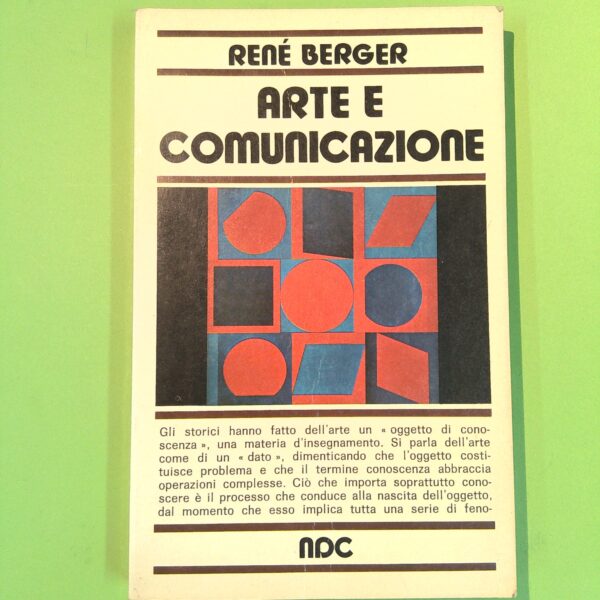 RENÉ BERGER
ARTE E
COMUNICAZIONE
Gli storici hanno fatto dell'arte un « oggetto di cono-
scenza », una materia d'insegnamento. Si parla dell'arte
come di un « dato », dimenticando che l'oggetto costi-
tuisce problema e che il termine conoscenza abbraccia
operazioni complesse. Ciò che importa soprattutto cono-
scere è il processo che conduce alla nascita dell'oggetto,
dal momento che esso implica tutta una serie di feno-
NDC